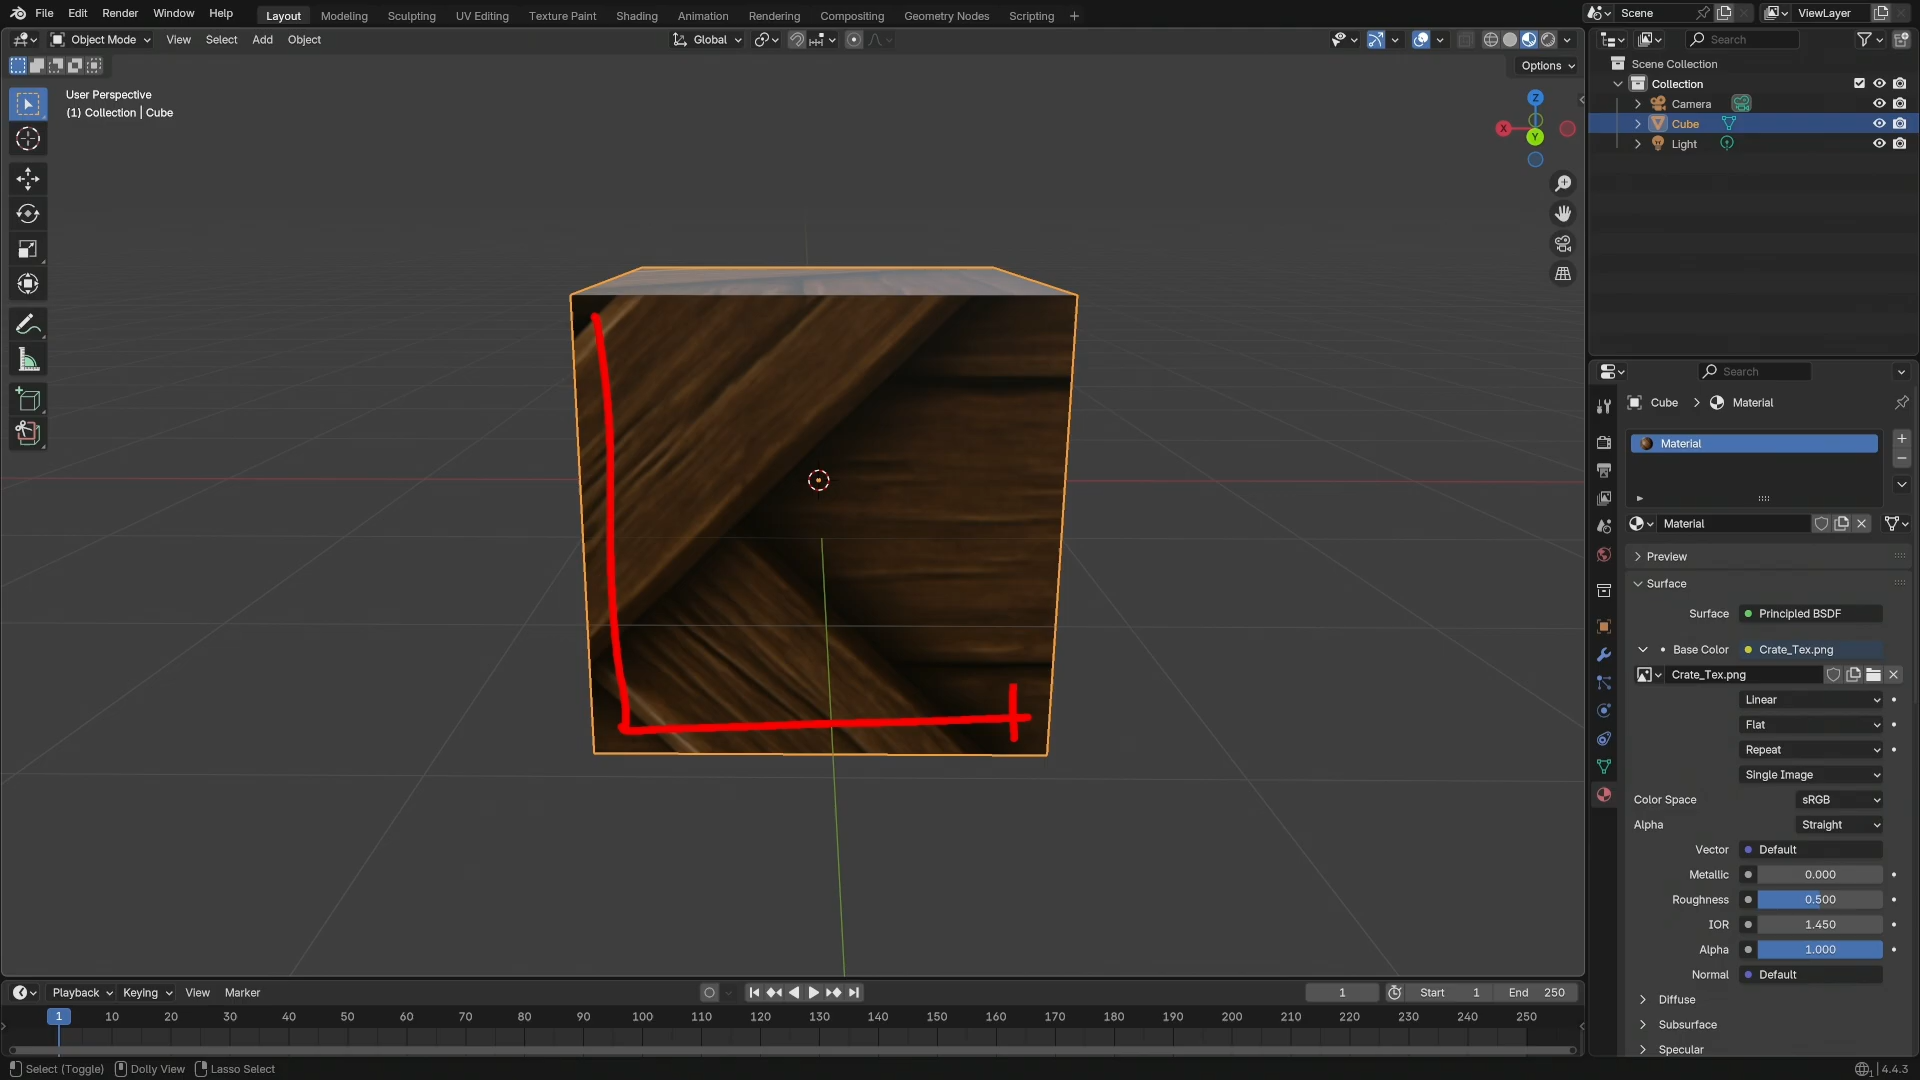 File Edit Render Window Help Layout Modeling Sculpting UV Editing Texture Paint Shading Animation Rendering Compositing Geometry Nodes Scripting + Scene ViewLayer
Object Mode View Select Add Object Global Search
Options
User Perspective
(1) Collection | Cube
Z
X
Y
Scene Collection
Collection
Camera
Cube
Light
Search
Cube > Material
Material
Material
Preview
Surface
Surface Principled BSDF
Base Color Crate_Tex.png
Crate_Tex.png
Linear
Flat
Repeat
Single Image
Color Space sRGB
Alpha Straight
Vector Default
Metallic 0.000
Roughness 0.500
IOR 1.450
Alpha 1.000
Normal Default
Diffuse
Subsurface
Specular
Playback Keying View Marker 1 Start 1 End 250
1 10 20 30 40 50 60 70 80 90 100 110 120 130 140 150 160 170 180 190 200 210 220 230 240 250
Select (Toggle) Dolly View Lasso Select 4.4.3